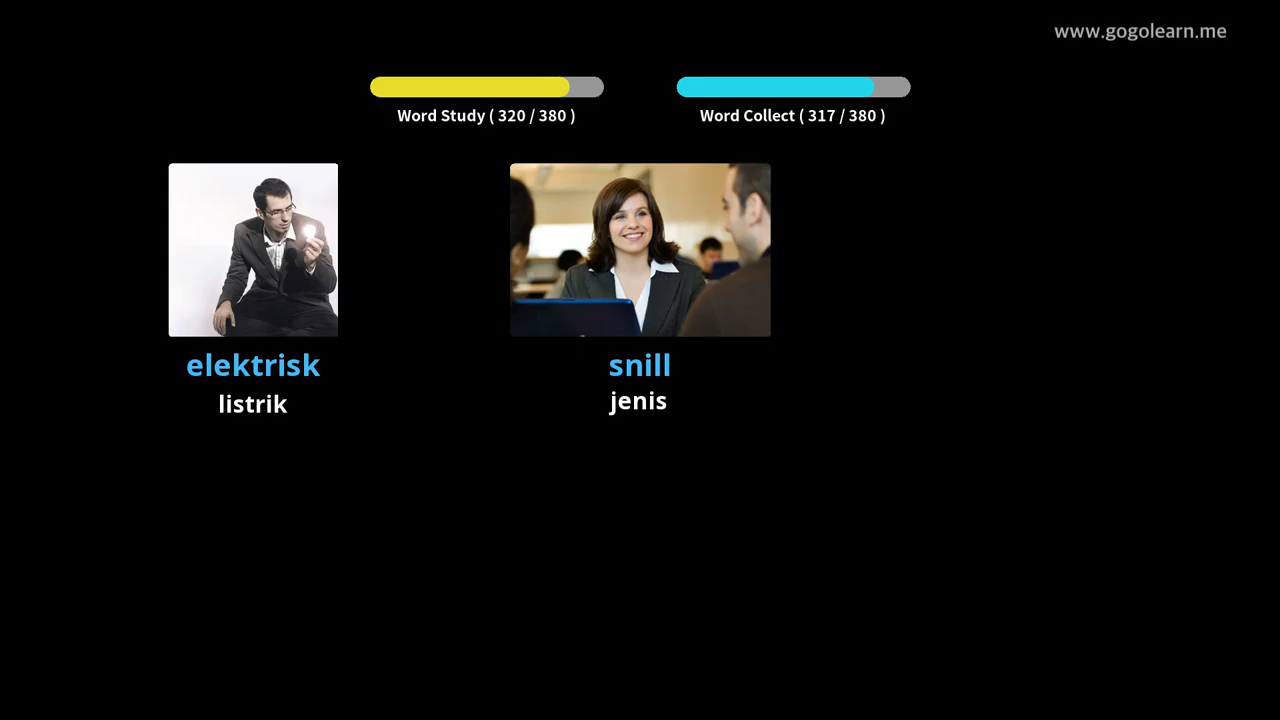 www.gogolearn.me
Word Study ( 320 / 380 )
Word Collect ( 317 / 380 )
elektrisk
listrik
snill
jenis